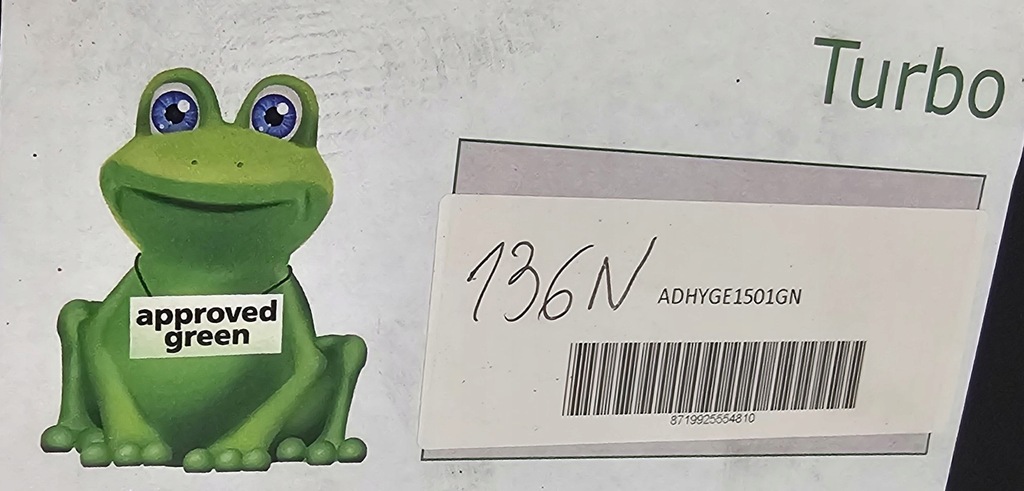 Turbo
approved
green
136N
ADHYGE1501GN
8719925554810